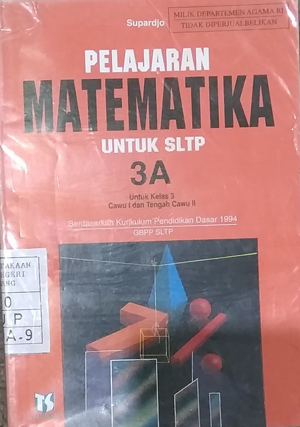 Supardjo
MILIK DEPARTEMEN AGAMA RI
TIDAK DIPERJUALBELIKAN
PELAJARAN
MATEMATIKA
UNTUK SLTP
3A
Untuk Kelas 3
Cawu I dan Tengah Cawu II
Berdasarkan Kurikulum Pendidikan Dasar 1994
GBPP SLTP
TS